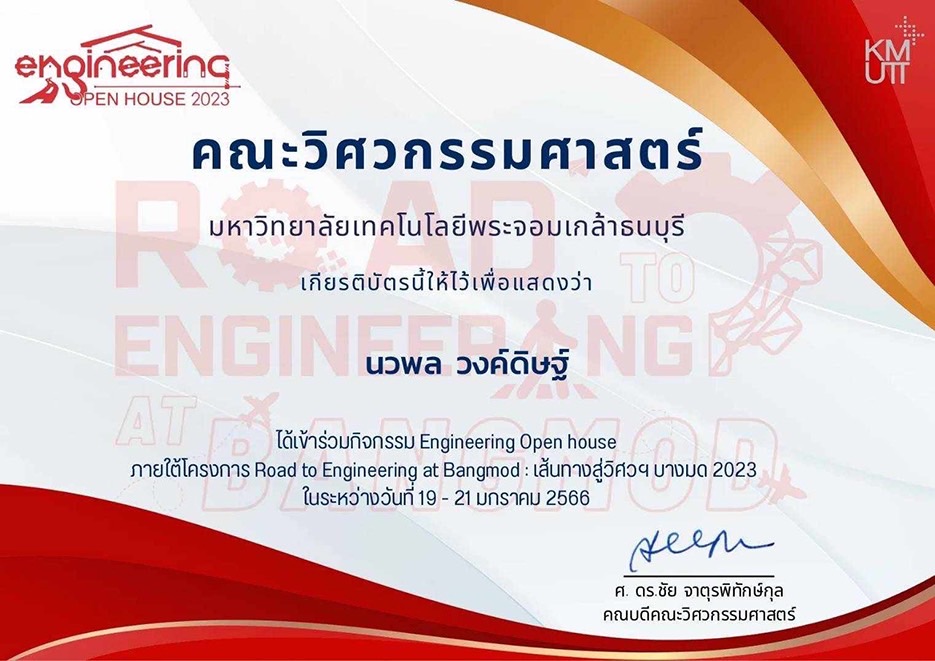 engineering
OPEN HOUSE 2023
KM
UTT
คณะวิศวกรรมศาสตร์
มหาวิทยาลัยเทคโนโลยีพระจอมเกล้าธนบุรี
เกียรติบัตรนี้ให้ไว้เพื่อแสดงว่า
ROAD
TO
ENGINEERING
AT
BANGMOD
นวพล วงค์ดิษฐ์
ได้เข้าร่วมกิจกรรม Engineering Open house
ภายใต้โครงการ Road to Engineering at Bangmod : เส้นทางสู่วิศวฯ บางมด 2023
ในระหว่างวันที่ 19 - 21 มกราคม 2566
ศ. ดร.ชัย จาตุรพิทักษ์กุล
คณบดีคณะวิศวกรรมศาสตร์